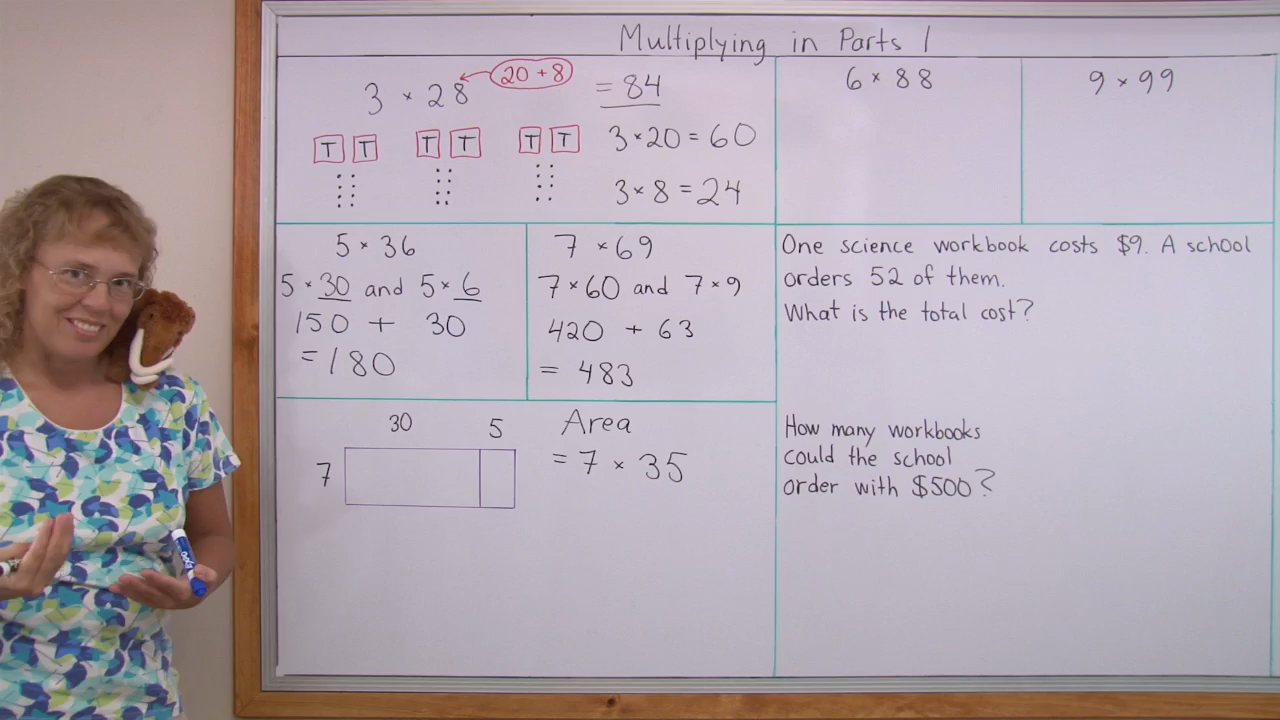 Multiplying in Parts 1
3 × 28
20 + 8
= 84
T T T T T T
3 × 20 = 60
3 × 8 = 24
6 × 88
9 × 99
5 × 36
5 × 30 and 5 × 6
150 + 30
= 180
7 × 69
7 × 60 and 7 × 9
420 + 63
= 483
One science workbook costs $9. A school
orders 52 of them.
What is the total cost?
30 5
7
Area
= 7 × 35
How many workbooks
could the school
order with $500?
EXPO